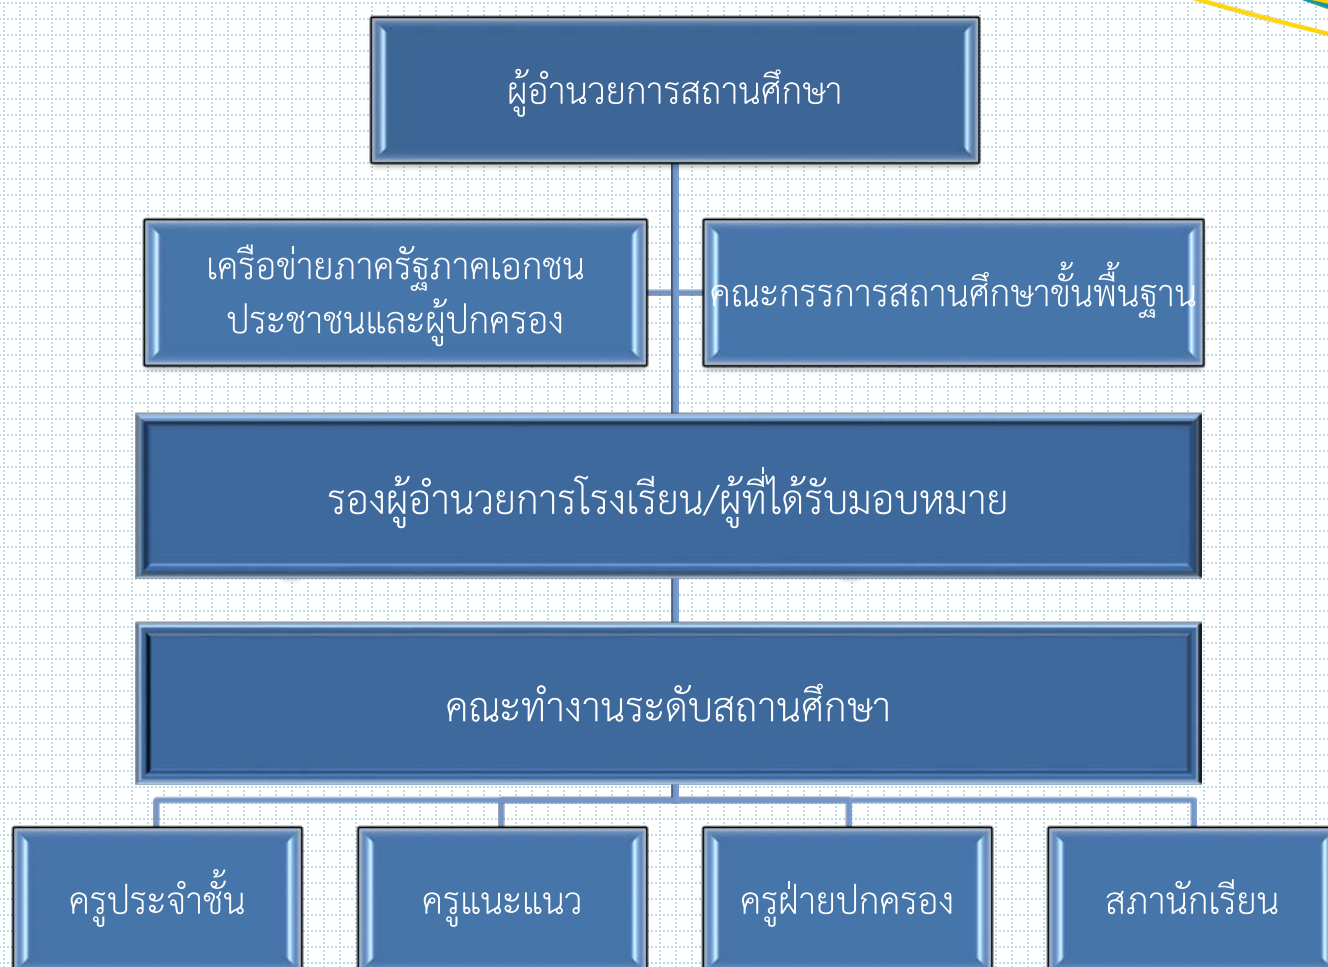 ผู้อำนวยการสถานศึกษา
เครือข่ายภาครัฐภาคเอกชน
ประชาชนและผู้ปกครอง
คณะกรรการสถานศึกษาขั้นพื้นฐาน
รองผู้อำนวยการโรงเรียน/ผู้ที่ได้รับมอบหมาย
คณะทำงานระดับสถานศึกษา
ครูประจำชั้น
ครูแนะแนว
ครูฝ่ายปกครอง
สภานักเรียน